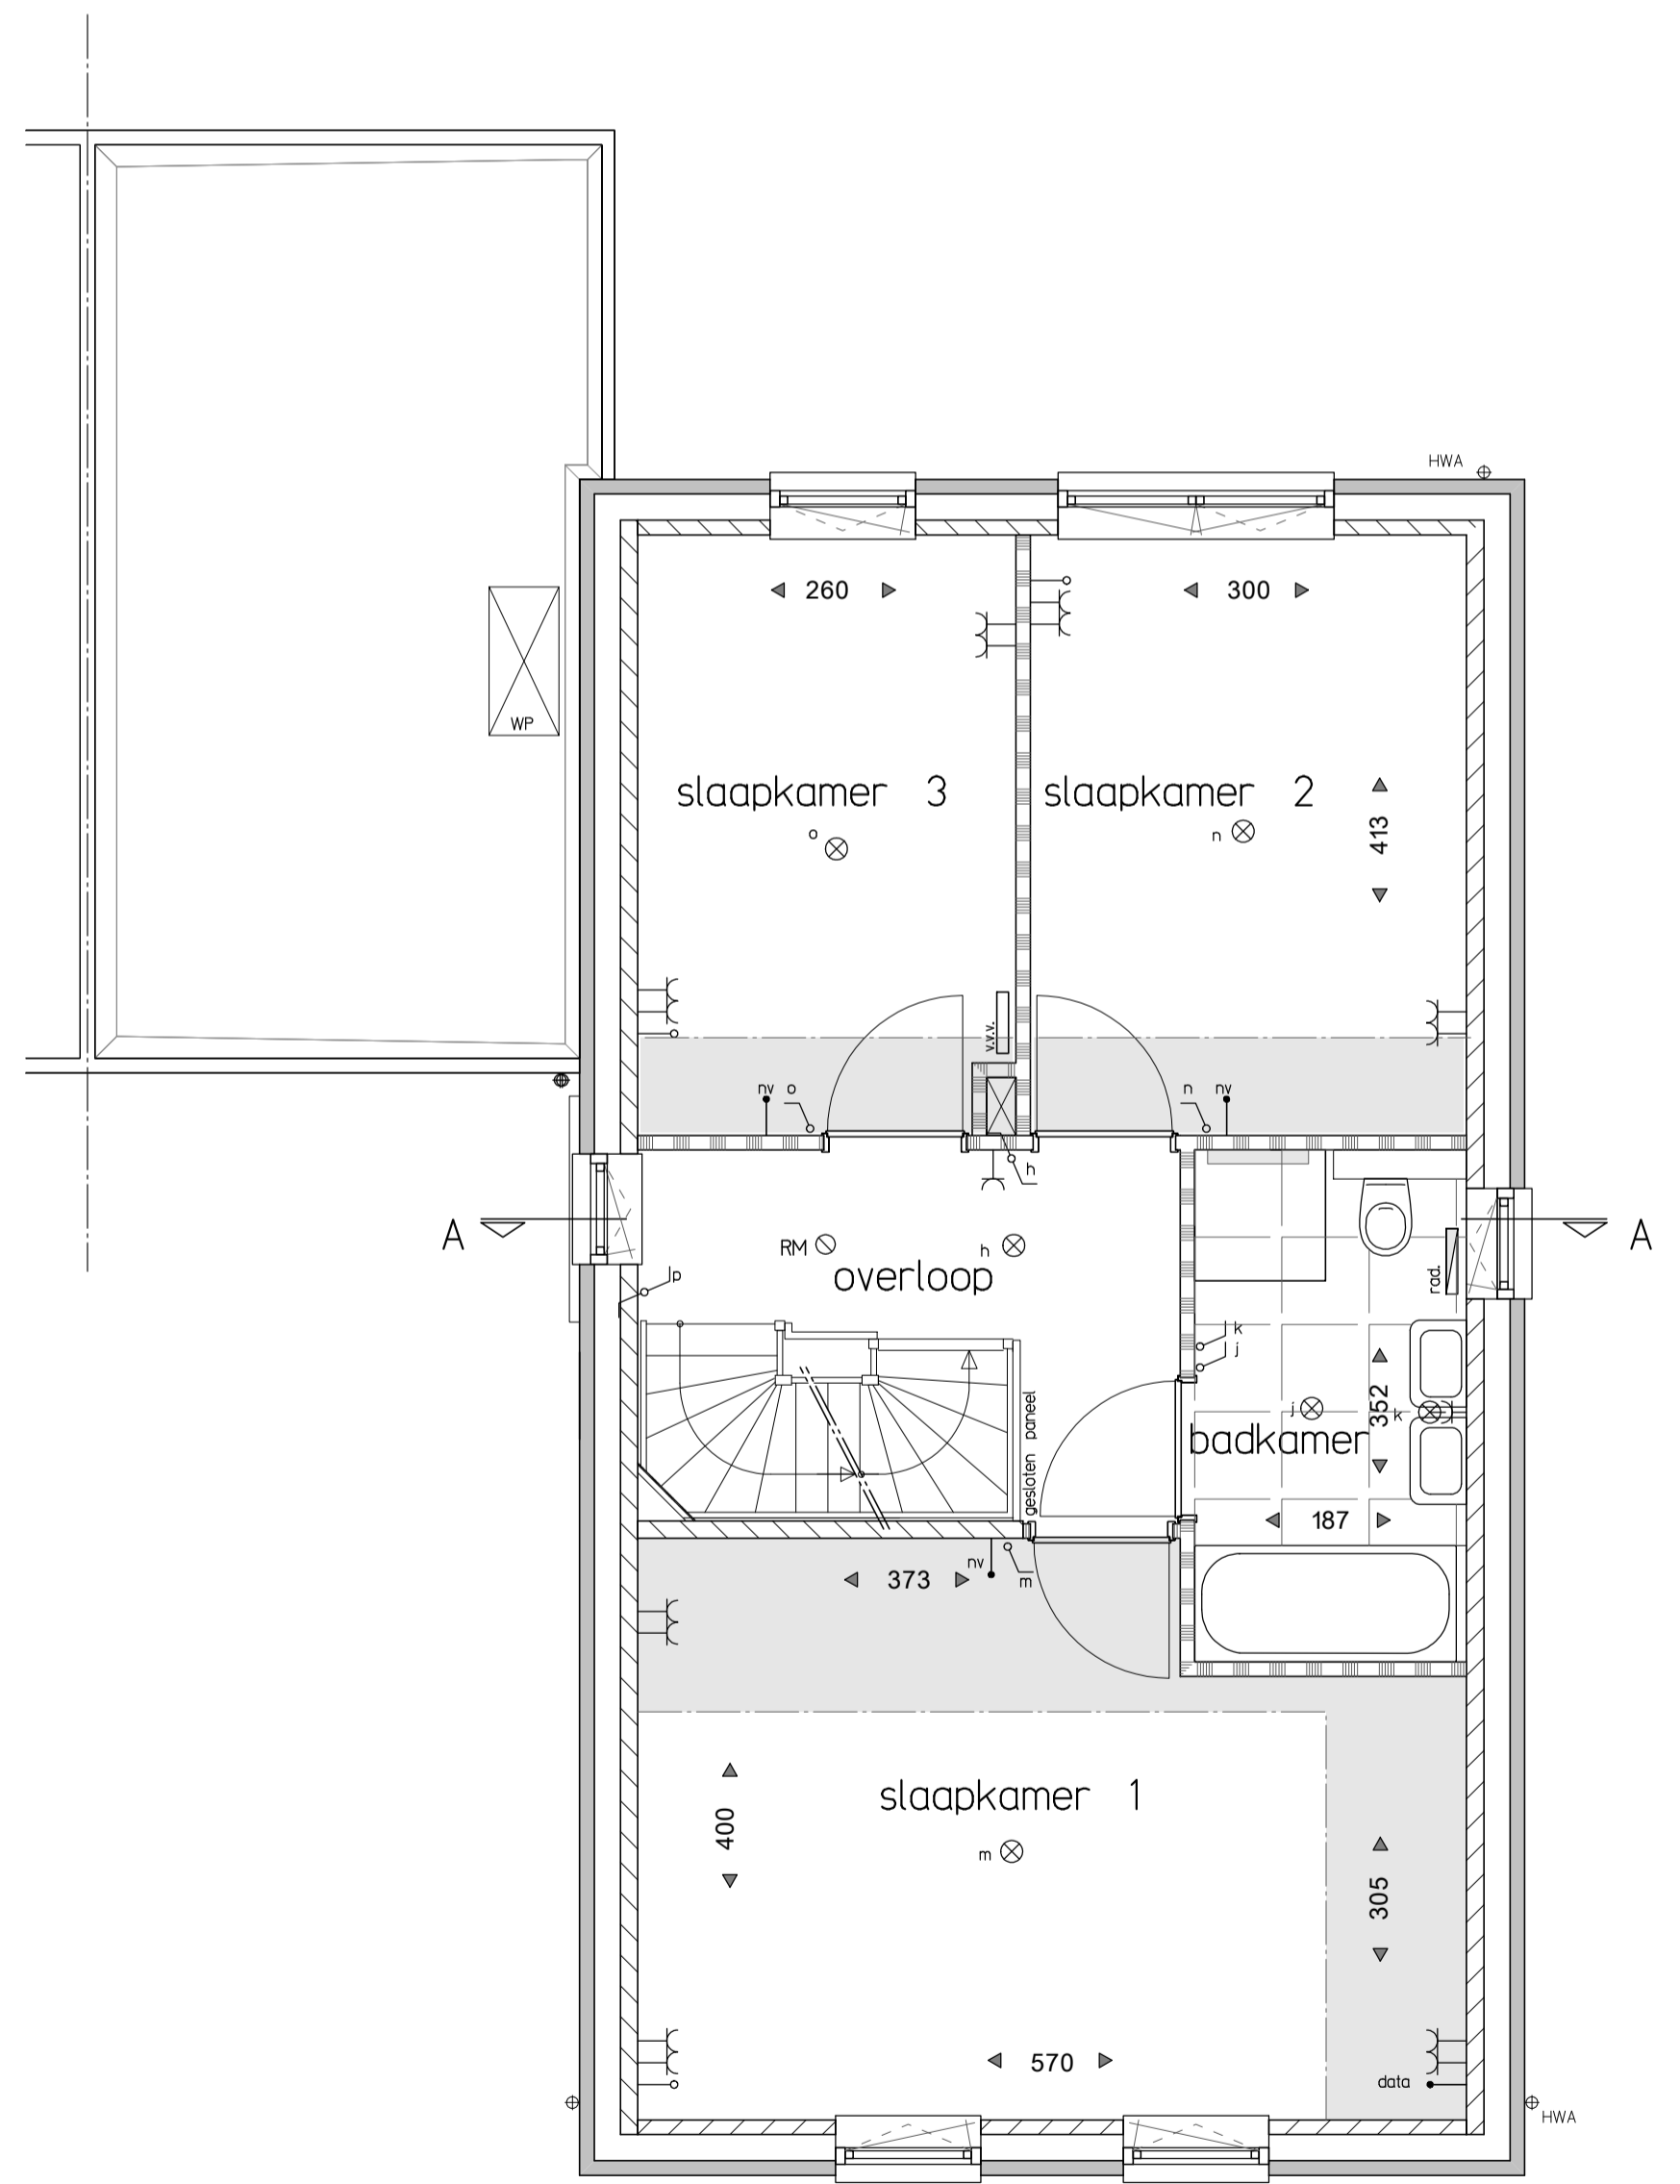 HWA
260
300
WP
slaapkamer 3
slaapkamer 2
413
o
n
v.v.v.
nv o
n nv
h
A
RM
h
A
overloop
rad.
p
k
j
gesloten paneel
j
352
k
badkamer
187
373
nv
m
slaapkamer 1
400
m
305
570
data
HWA